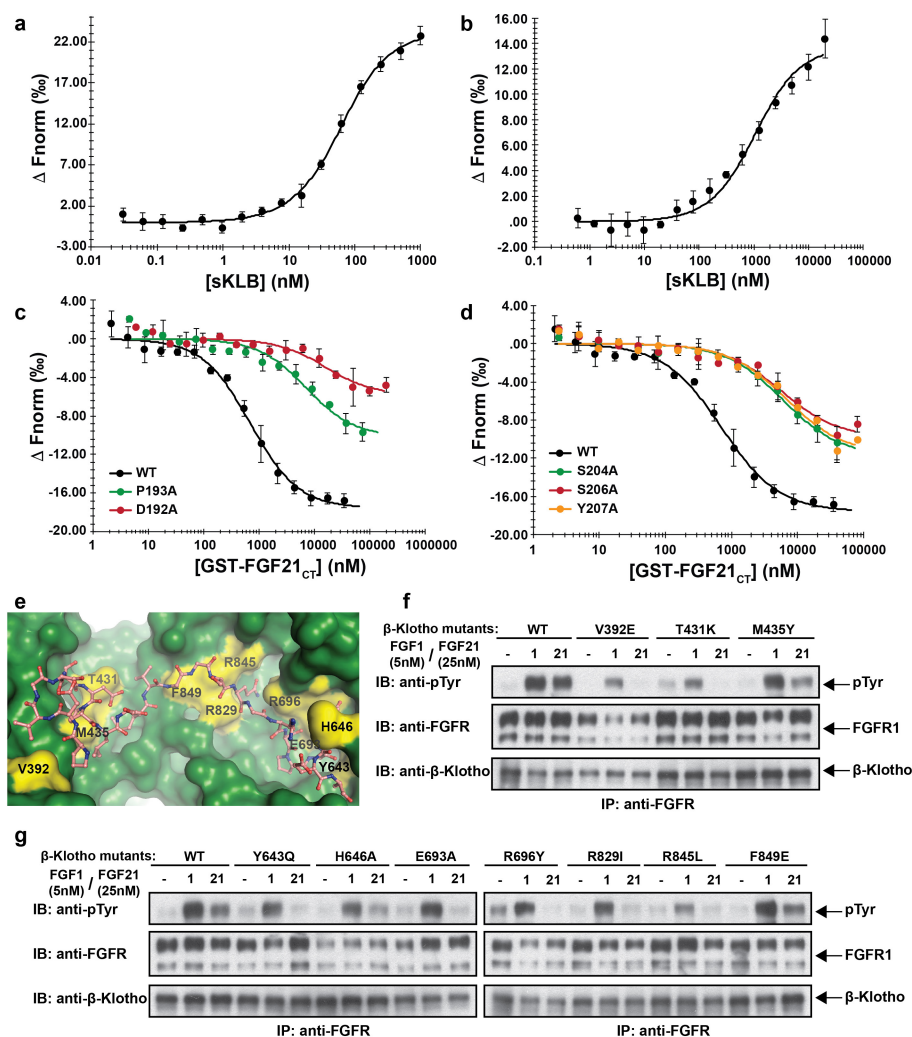 a
b
22.00
17.00
12.00
7.00
2.00
-3.00
Δ Fnorm (‰)
0.01 0.1 1 10 100 1000
[sKLB] (nM)
16.00
14.00
12.00
10.00
8.00
6.00
4.00
2.00
.00
-2.00
Δ Fnorm (‰)
0.1 1 10 100 1000 10000 100000
[sKLB] (nM)
c
4.00
.00
-4.00
-8.00
-12.00
-16.00
-20.00
Δ Fnorm (‰)
WT
P193A
D192A
1 10 100 1000 10000 100000 1000000
[GST-FGF21CT] (nM)
d
4.00
.00
-4.00
-8.00
-12.00
-16.00
-20.00
Δ Fnorm (‰)
WT
S204A
S206A
Y207A
1 10 100 1000 10000 100000
[GST-FGF21CT] (nM)
e
T431
M435
V392
F849
R845
R829
R696
H646
E693
Y643
f
β-Klotho mutants: WT V392E T431K M435Y
FGF1 (5nM) / FGF21 (25nM) - 1 21 - 1 21 - 1 21 - 1 21
IB: anti-pTyr pTyr
IB: anti-FGFR FGFR1
IB: anti-β-Klotho β-Klotho
IP: anti-FGFR
g
β-Klotho mutants: WT Y643Q H646A E693A R696Y R829I R845L F849E
FGF1 (5nM) / FGF21 (25nM) - 1 21 - 1 21 - 1 21 - 1 21 - 1 21 - 1 21 - 1 21 - 1 21
IB: anti-pTyr pTyr
IB: anti-FGFR FGFR1
IB: anti-β-Klotho β-Klotho
IP: anti-FGFR IP: anti-FGFR